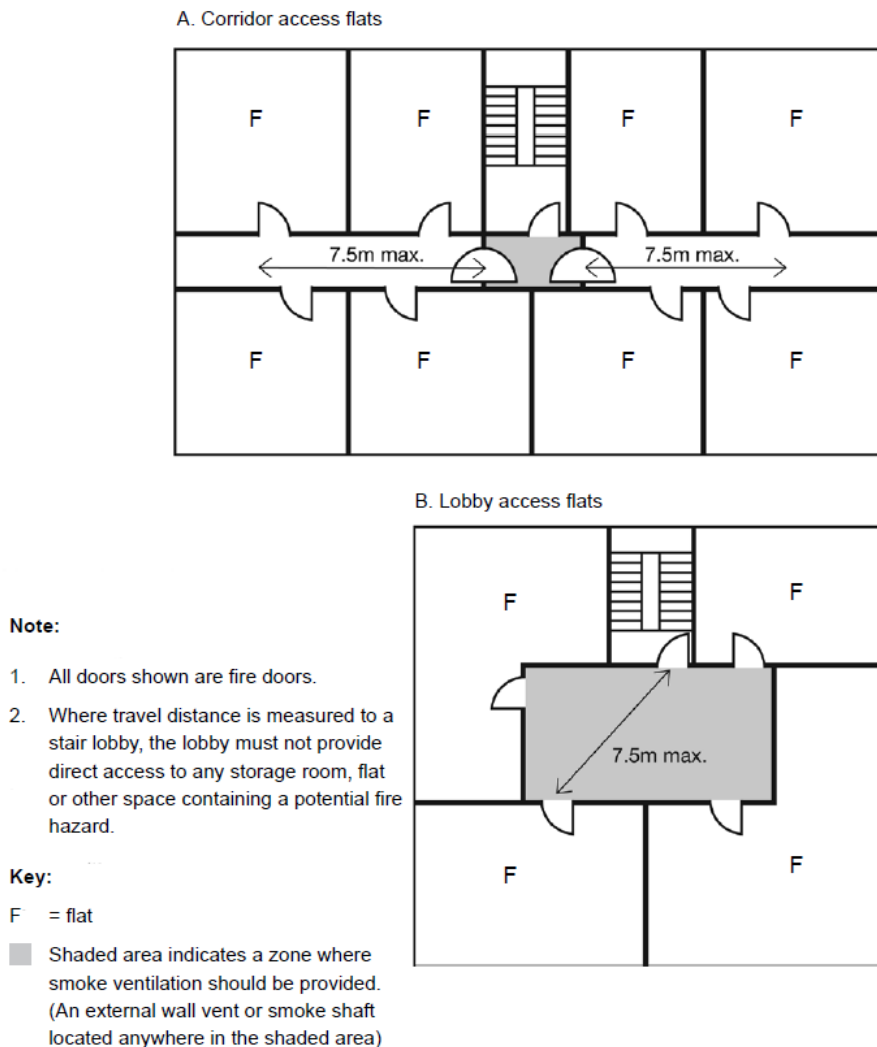 A. Corridor access flats
F
F
F
F
7.5m max.
7.5m max.
F
F
F
F
B. Lobby access flats
F
F
7.5m max.
F
F
Note:
1. All doors shown are fire doors.
2. Where travel distance is measured to a
stair lobby, the lobby must not provide
direct access to any storage room, flat
or other space containing a potential fire
hazard.
Key:
F = flat
Shaded area indicates a zone where
smoke ventilation should be provided.
(An external wall vent or smoke shaft
located anywhere in the shaded area)